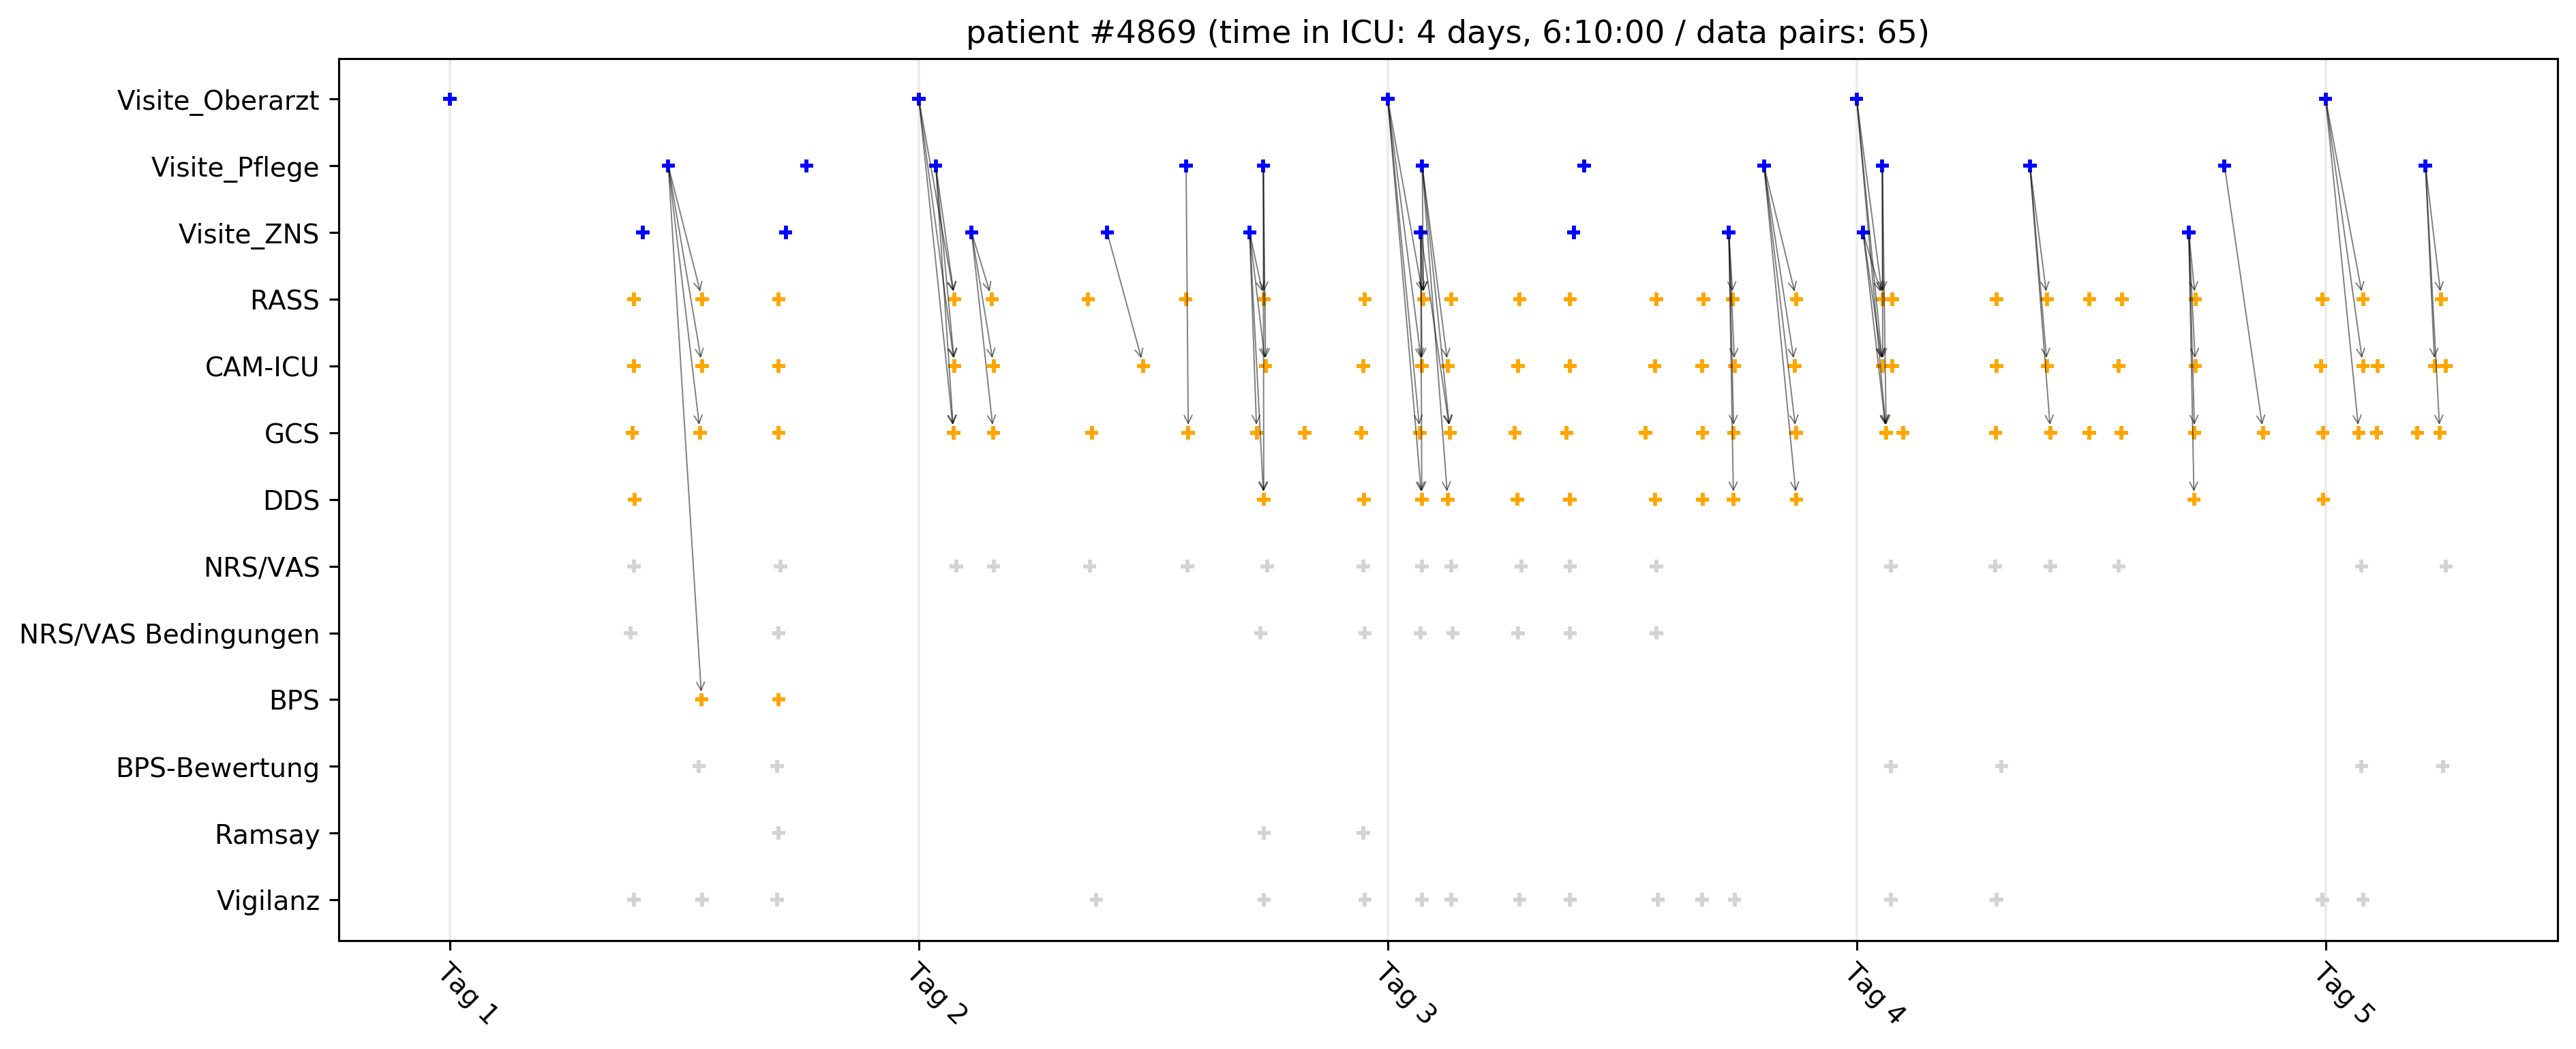 patient #4869 (time in ICU: 4 days, 6:10:00 / data pairs: 65)
Visite_Oberarzt
Visite_Pflege
Visite_ZNS
RASS
CAM-ICU
GCS
DDS
NRS/VAS
NRS/VAS Bedingungen
BPS
BPS-Bewertung
Ramsay
Vigilanz
Tag 1
Tag 2
Tag 3
Tag 4
Tag 5